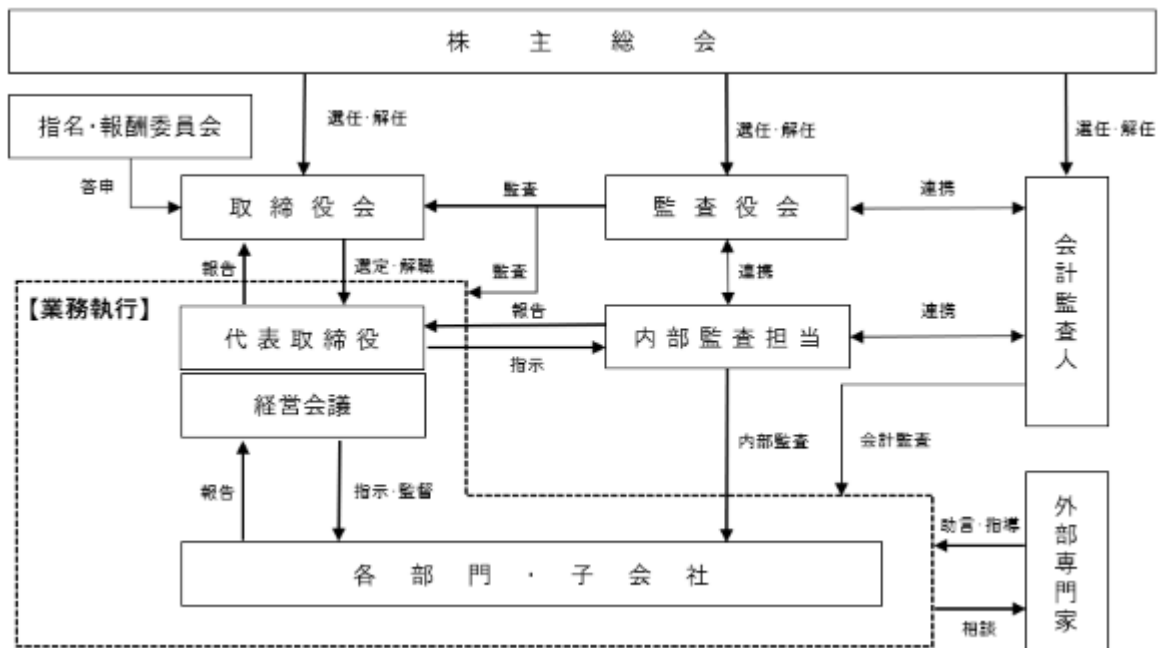 株主総会
指名・報酬委員会
選任・解任
選任・解任
選任・解任
答申
取締役会
監査
監査役会
連携
会計監査人
報告
選定・解職
監査
連携
【業務執行】
代表取締役
報告
指示
内部監査担当
連携
経営会議
内部監査
会計監査
報告
指示・監督
各部門・子会社
助言・指導
相談
外部専門家